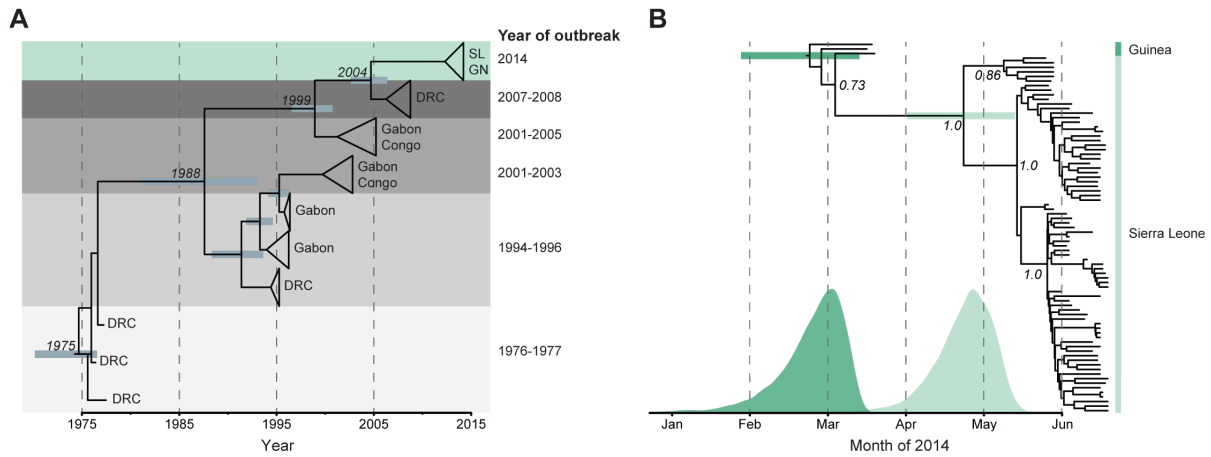 A
Year of outbreak
SL
GN
2014
2004
1999
DRC
2007-2008
Gabon
Congo
2001-2005
Gabon
Congo
2001-2003
1988
Gabon
Gabon
1994-1996
DRC
DRC
1975
DRC
1976-1977
DRC
1975
1985
1995
2005
2015
Year
B
Guinea
0.73
0.86
1.0
1.0
Sierra Leone
1.0
Jan
Feb
Mar
Apr
May
Jun
Month of 2014